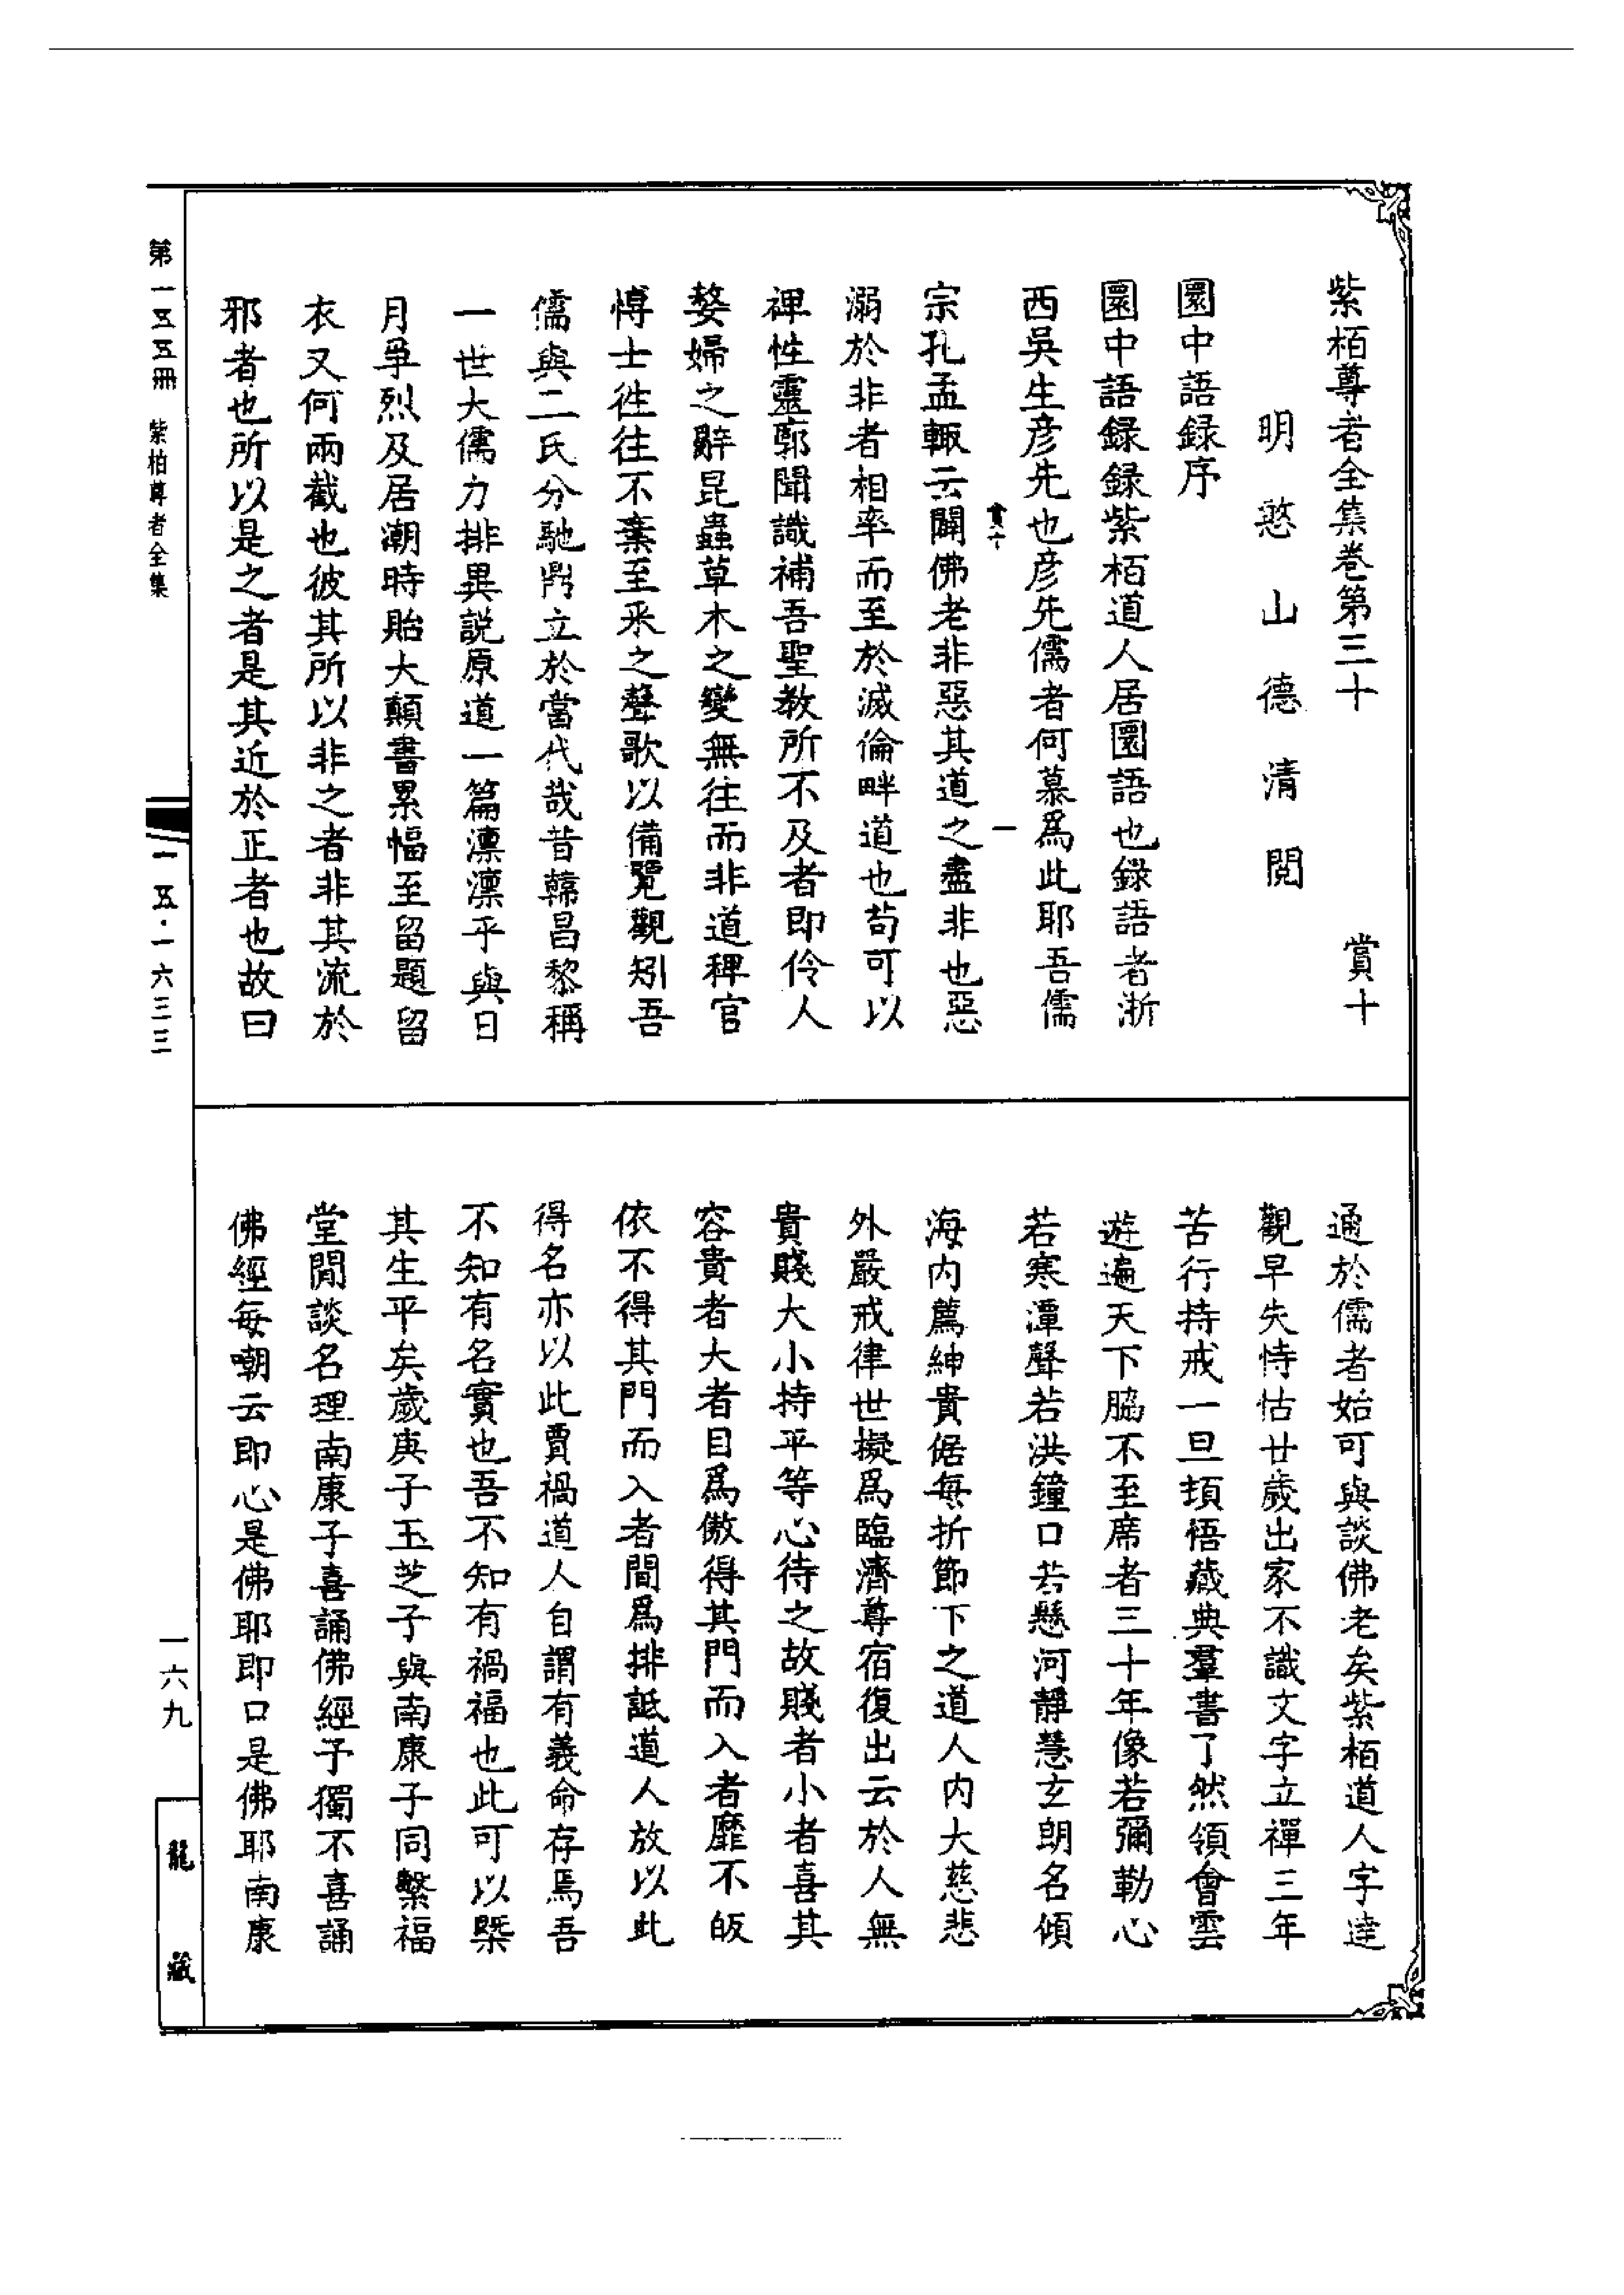 紫栢尊者全集卷第三十　賞十
明憨山德清閱
圜中語録序
圜中語録録紫栢道人居圜語也録語者浙
西吳生彦先也彦先儒者何慕爲此耶吾儒
賞十　一
宗孔孟輙云闢佛老非惡其道之盡非也惡
溺於非者相率而至於滅倫畔道也茍可以
裨性靈郭聞識補吾聖教所不及者即伶人
嫠婦之辭昆蟲草木之變無往而非道稗官
博士徃往不棄至釆之聲歌以備覽觀矧吾
儒與二氏分馳鼎立於當代哉昔韓昌黎稱
一世大儒力排異説原道一篇凛凛乎與日
月爭烈及居潮時貽大顛書累幅至留題留
衣又何兩截也彼其所以非之者非其流於
邪者也所以是之者是其近於正者也故曰
通於儒者始可與談佛老矣紫栢道人字達
觀早失恃怙廿歲出家不識文字立禪三年
苦行持戒一旦頓悟藏典羣書了然領會雲
遊遍天下脇不至席者三十年像若彌勒心
若寒潭聲若洪鐘口若懸河靜慧玄朗名傾
海内薦紳貴倨每折節下之道人内大慈悲
外嚴戒律世擬爲臨濟尊宿復出云於人無
貴賤大小持平等心待之故賤者小者喜其
容貴者大者目爲傲得其門而入者靡不皈
依不得其門而入者間爲排詆道人放以此
得名亦以此賈禍道人自謂有義命存焉吾
不知有名實也吾不知有禍福也此可以槩
其生平矣歲庚子玉芝子與南康子同繫福
堂閒談名理南康子喜誦佛經予獨不喜誦
佛經每嘲云即心是佛耶即口是佛耶南康
第一五五冊　紫柏尊者全集
一五·一六三三
一六九
龍藏